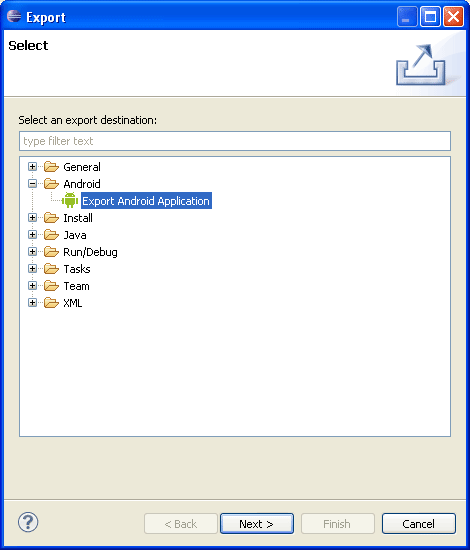 Export
Select
Select an export destination:
type filter text
General
Android
Export Android Application
Install
Java
Run/Debug
Tasks
Team
XML
?
< Back Next > Finish Cancel